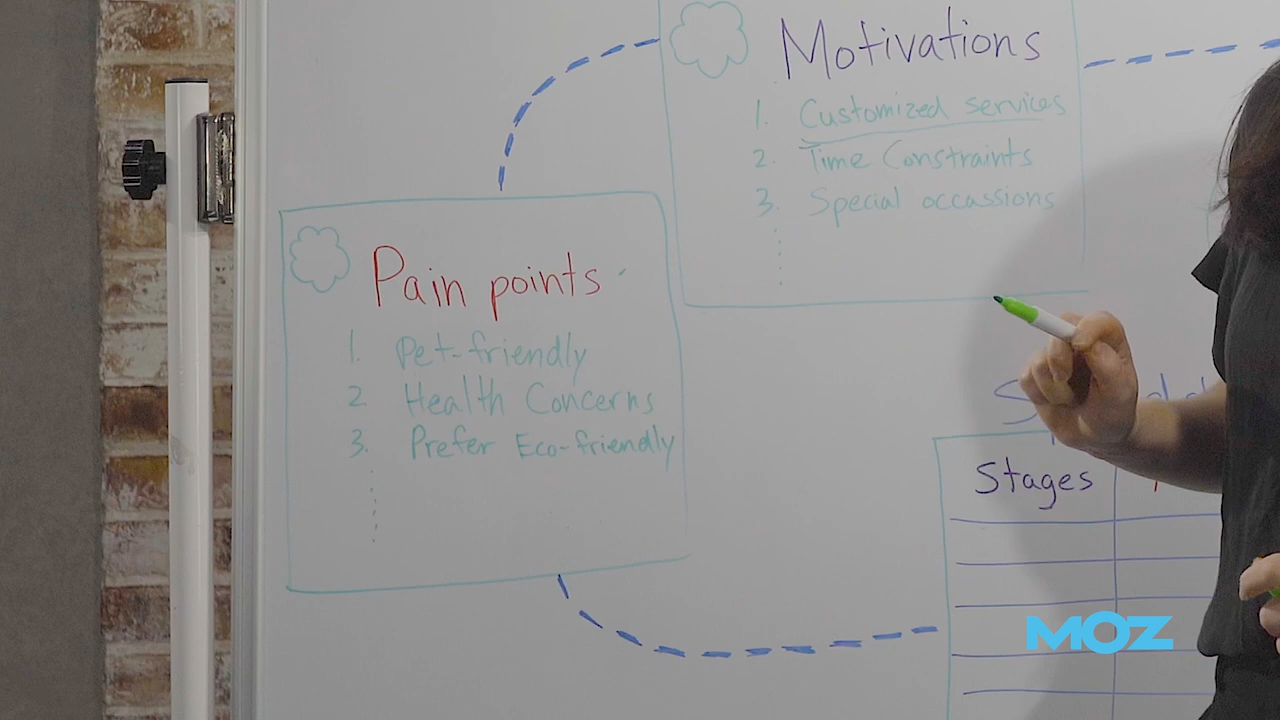 Motivations
1. Customized services
2. Time Constraints
3. Special occassions
Pain points
1. Pet-friendly
2. Health Concerns
3. Prefer Eco-friendly
Stages
MOZ